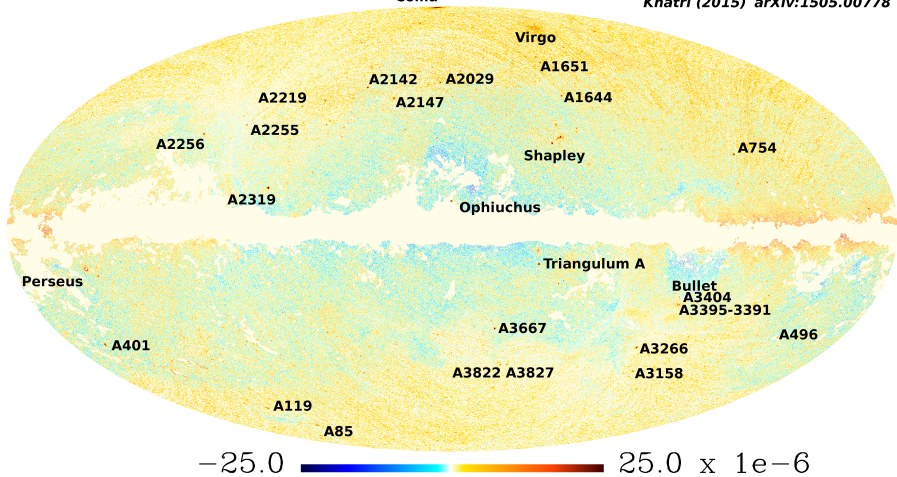 Coma
Khatri (2015) arXiv:1505.00778
Virgo
A1651
A2142 A2029
A2219 A2147 A1644
A2255
A2256 A754
Shapley
A2319
Ophiuchus
Triangulum A
Perseus
Bullet
A3404
A3395-3391
A3667
A496
A401 A3266
A3822 A3827 A3158
A119
A85
−25.0 25.0 x 1e−6